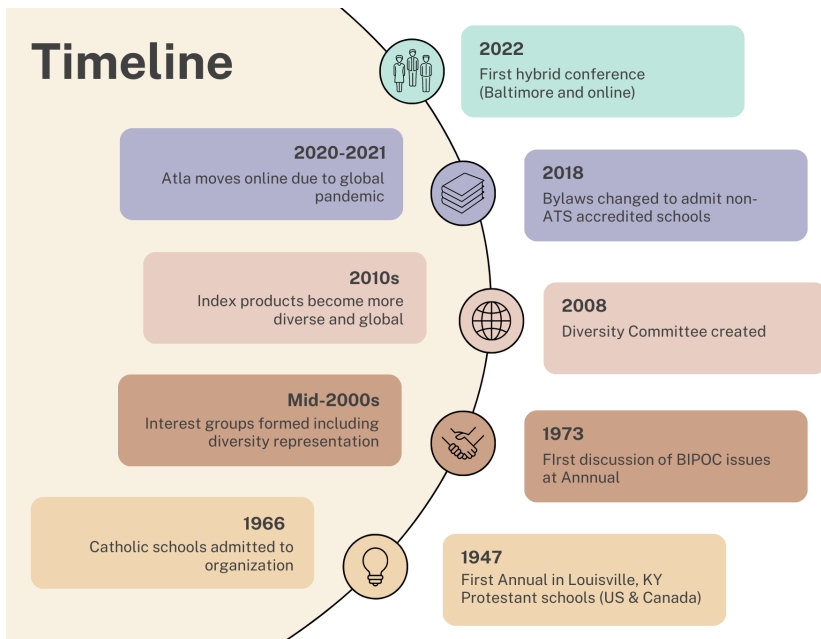 Timeline
2022
First hybrid conference
(Baltimore and online)
2020-2021
Atla moves online due to global
pandemic
2018
Bylaws changed to admit non-
ATS accredited schools
2010s
Index products become more
diverse and global
2008
Diversity Committee created
Mid-2000s
Interest groups formed including
diversity representation
1973
FIrst discussion of BIPOC issues
at Annnual
1966
Catholic schools admitted to
organization
1947
First Annual in Louisville, KY
Protestant schools (US & Canada)